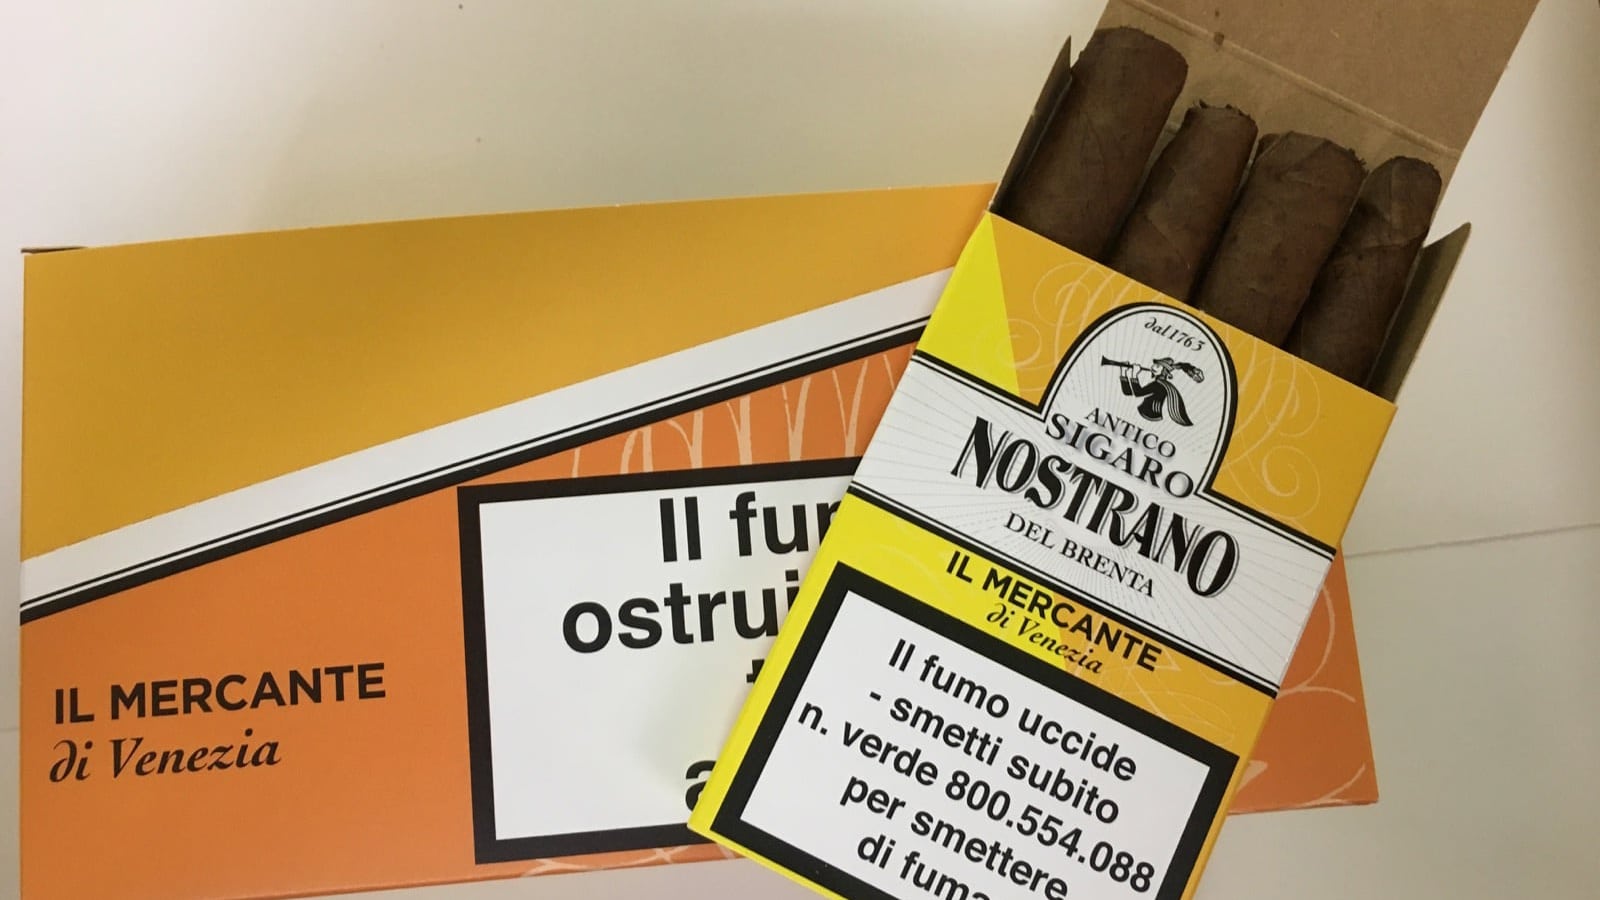 IL MERCANTE
di Venezia
Il
ostrui
dal 1763
ANTICO
SIGARO
NOSTRANO
DEL BRENTA
IL MERCANTE
di Venezia
Il fumo uccide
- smetti subito
n. verde 800.554.088
per smettere
di fuma